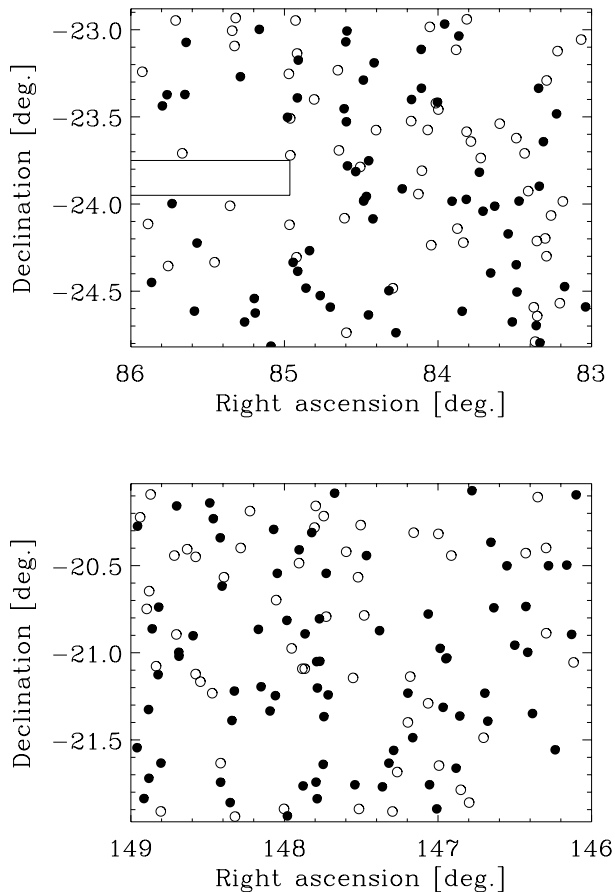 −23.0
−23.5
−24.0
−24.5
Declination [deg.]
86 85 84 83
Right ascension [deg.]
−20.5
−21.0
−21.5
Declination [deg.]
149 148 147 146
Right ascension [deg.]